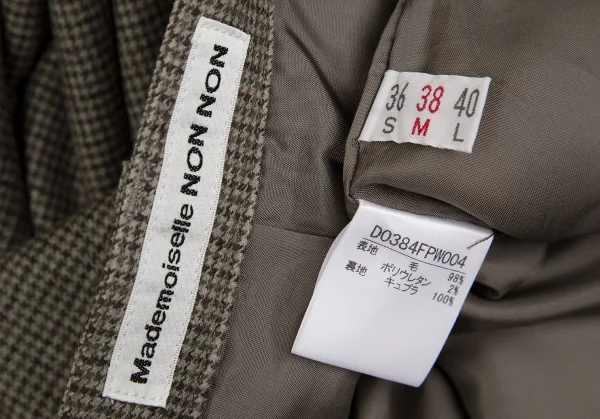 Mademoiselle NON NON
36 38 40
S M L
D0384FPW004
表地 毛 98%
ポリウレタン 2%
裏地 キュプラ 100%